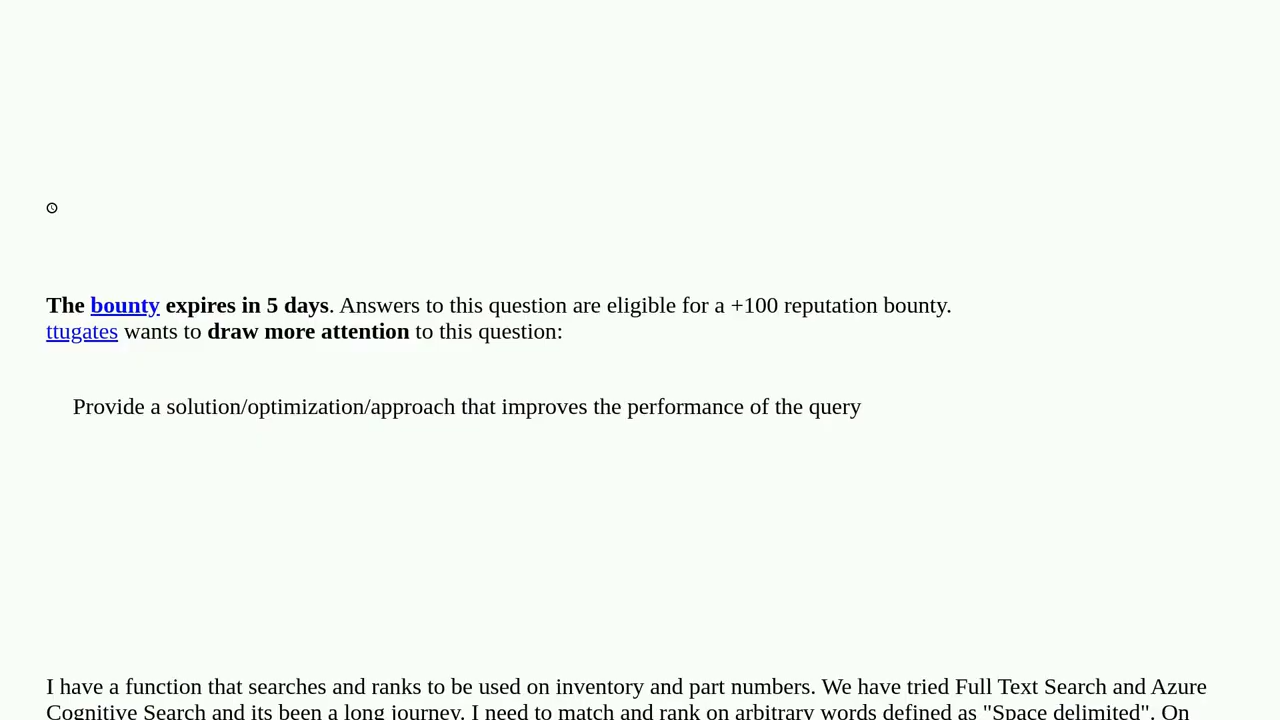 The bounty expires in 5 days. Answers to this question are eligible for a +100 reputation bounty.
ttugates wants to draw more attention to this question:
Provide a solution/optimization/approach that improves the performance of the query
I have a function that searches and ranks to be used on inventory and part numbers. We have tried Full Text Search and Azure
Cognitive Search and its been a long journey. I need to match and rank on arbitrary words defined as "Space delimited". On